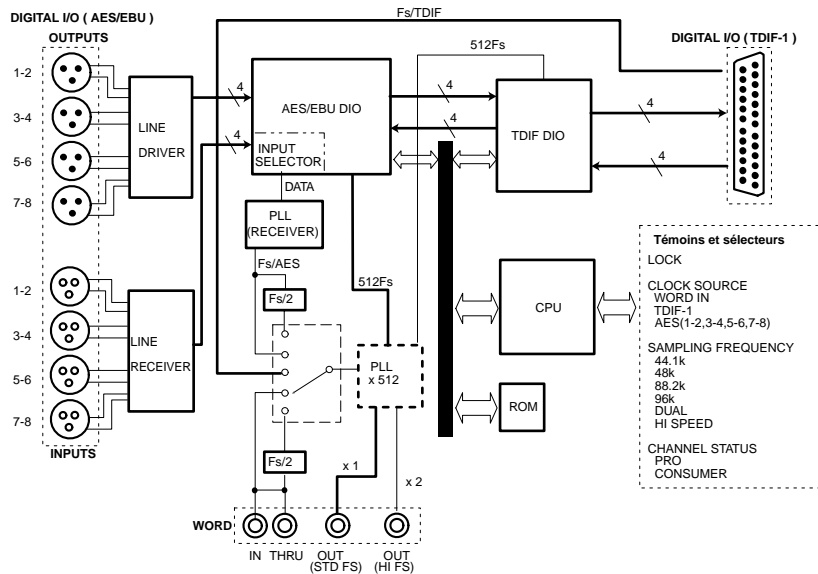 DIGITAL I/O ( AES/EBU )
OUTPUTS
1-2
3-4
5-6
7-8
LINE
DRIVER
1-2
3-4
5-6
7-8
INPUTS
LINE
RECEIVER
4
4
Fs/TDIF
AES/EBU DIO
INPUT
SELECTOR
DATA
PLL
(RECEIVER)
Fs/AES
Fs/2
Fs/2
512Fs
PLL
x 512
x 1
x 2
WORD
IN
THRU
OUT
(STD FS)
OUT
(HI FS)
512Fs
4
4
TDIF DIO
4
4
DIGITAL I/O ( TDIF-1 )
CPU
ROM
Témoins et sélecteurs
LOCK
CLOCK SOURCE
WORD IN
TDIF-1
AES(1-2,3-4,5-6,7-8)
SAMPLING FREQUENCY
44.1k
48k
88.2k
96k
DUAL
HI SPEED
CHANNEL STATUS
PRO
CONSUMER